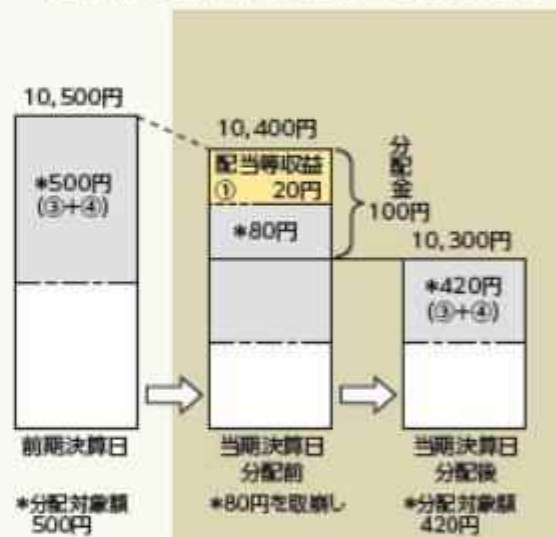 10,500円
*500円
(③+④)
前期決算日
*分配対象額
500円
10,400円
配当等収益
① 20円
*80円
分配金
100円
当期決算日
分配前
*80円を取崩し
10,300円
*420円
(③+④)
当期決算日
分配後
*分配対象額
420円